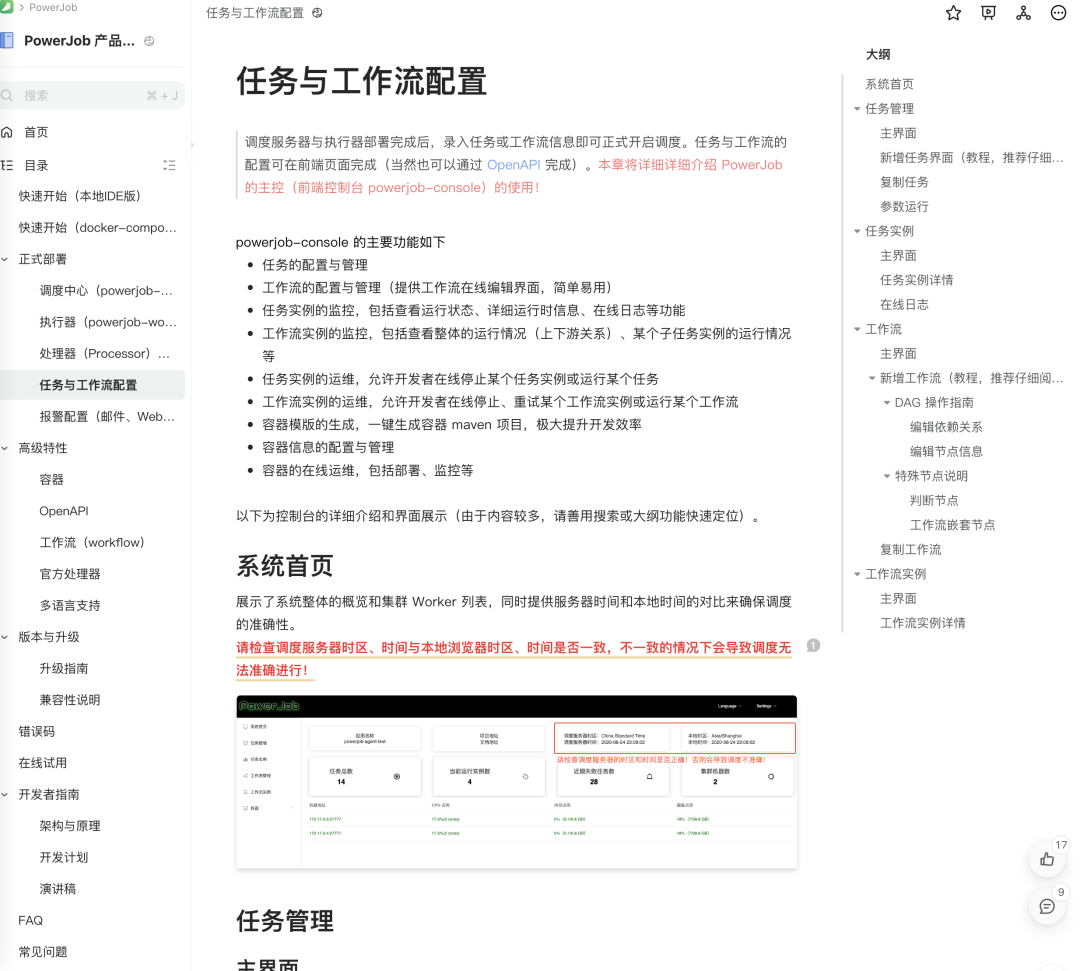 PowerJob
PowerJob 产品...
搜索
⌘ + J
首页
目录
快速开始（本地IDE版）
快速开始（docker-compo...
正式部署
调度中心（powerjob-...
执行器（powerjob-wo...
处理器（Processor）...
任务与工作流配置
报警配置（邮件、Web...
高级特性
容器
OpenAPI
工作流（workflow）
官方处理器
多语言支持
版本与升级
升级指南
兼容性说明
错误码
在线试用
开发者指南
架构与原理
开发计划
演讲稿
FAQ
常见问题
任务与工作流配置
任务与工作流配置
调度服务器与执行器部署完成后，录入任务或工作流信息即可正式开启调度。任务与工作流的
配置可在前端页面完成（当然也可以通过 OpenAPI 完成）。本章将详细详细介绍 PowerJob
的主控（前端控制台 powerjob-console）的使用！
powerjob-console 的主要功能如下
任务的配置与管理
工作流的配置与管理（提供工作流在线编辑界面，简单易用）
任务实例的监控，包括查看运行状态、详细运行时信息、在线日志等功能
工作流实例的监控，包括查看整体的运行情况（上下游关系）、某个子任务实例的运行情况
等
任务实例的运维，允许开发者在线停止某个任务实例或运行某个任务
工作流实例的运维，允许开发者在线停止、重试某个工作流实例或运行某个工作流
容器模版的生成，一键生成容器 maven 项目，极大提升开发效率
容器信息的配置与管理
容器的在线运维，包括部署、监控等
以下为控制台的详细介绍和界面展示（由于内容较多，请善用搜索或大纲功能快速定位）。
系统首页
展示了系统整体的概览和集群 Worker 列表，同时提供服务器时间和本地时间的对比来确保调度
的准确性。
请检查调度服务器时区、时间与本地浏览器时区、时间是否一致，不一致的情况下会导致调度无
法准确进行！
1
PowerJob
Language
Settings
系统首页
任务管理
任务实例
工作流管理
工作流实例
容器
应用名称
powerjob-agent-test
项目地址
文档地址
调度服务器时区：China Standard Time
调度服务器时间：2020-06-24 23:08:02
本地时区：Asia/Shanghai
本地时间：2020-06-24 23:08:02
请检查调度服务器的时区和时间是否正确！否则会导致调度不准确！
任务总数
14
当前运行实例数
4
近期失败任务数
28
集群机器数
2
机器地址
CPU 占用
内存占用
磁盘占用
任务管理
主界面
大纲
系统首页
任务管理
主界面
新增任务界面（教程，推荐仔细...
复制任务
参数运行
任务实例
主界面
任务实例详情
在线日志
工作流
主界面
新增工作流（教程，推荐仔细阅...
DAG 操作指南
编辑依赖关系
编辑节点信息
特殊节点说明
判断节点
工作流嵌套节点
复制工作流
工作流实例
主界面
工作流实例详情
17
9